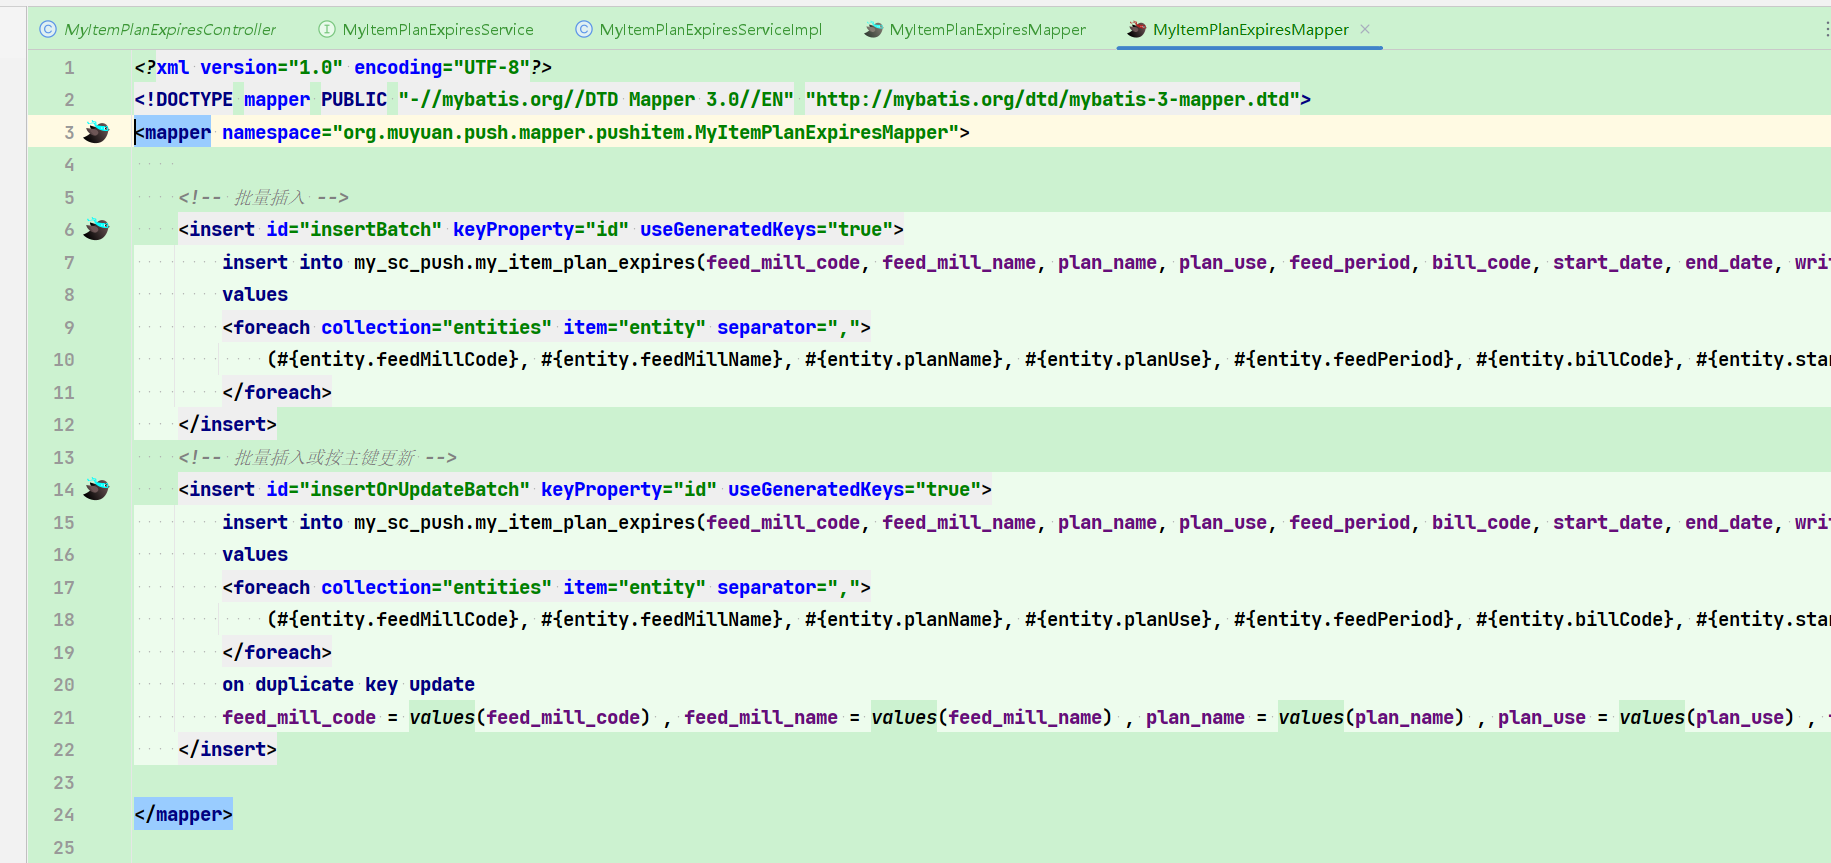 MyItemPlanExpiresController MyItemPlanExpiresService MyItemPlanExpiresServiceImpl MyItemPlanExpiresMapper MyItemPlanExpiresMapper
1 <?xml version="1.0" encoding="UTF-8"?>
2 <!DOCTYPE mapper PUBLIC "-//mybatis.org//DTD Mapper 3.0//EN" "http://mybatis.org/dtd/mybatis-3-mapper.dtd">
3 <mapper namespace="org.muyuan.push.mapper.pushitem.MyItemPlanExpiresMapper">
4
5 <!-- 批量插入 -->
6 <insert id="insertBatch" keyProperty="id" useGeneratedKeys="true">
7 insert into my_sc_push.my_item_plan_expires(feed_mill_code, feed_mill_name, plan_name, plan_use, feed_period, bill_code, start_date, end_date, wri
8 values
9 <foreach collection="entities" item="entity" separator=",">
10 (#{entity.feedMillCode}, #{entity.feedMillName}, #{entity.planName}, #{entity.planUse}, #{entity.feedPeriod}, #{entity.billCode}, #{entity.sta
11 </foreach>
12 </insert>
13 <!-- 批量插入或按主键更新 -->
14 <insert id="insertOrUpdateBatch" keyProperty="id" useGeneratedKeys="true">
15 insert into my_sc_push.my_item_plan_expires(feed_mill_code, feed_mill_name, plan_name, plan_use, feed_period, bill_code, start_date, end_date, wri
16 values
17 <foreach collection="entities" item="entity" separator=",">
18 (#{entity.feedMillCode}, #{entity.feedMillName}, #{entity.planName}, #{entity.planUse}, #{entity.feedPeriod}, #{entity.billCode}, #{entity.sta
19 </foreach>
20 on duplicate key update
21 feed_mill_code = values(feed_mill_code) , feed_mill_name = values(feed_mill_name) , plan_name = values(plan_name) , plan_use = values(plan_use) ,
22 </insert>
23
24 </mapper>
25